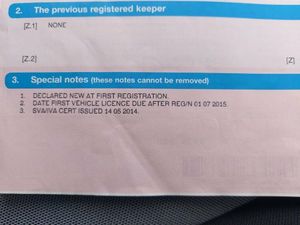 2. The previous registered keeper
[Z.1] NONE
[Z.2] [Z]
3. Special notes (these notes cannot be removed)
1. DECLARED NEW AT FIRST REGISTRATION.
2. DATE FIRST VEHICLE LICENCE DUE AFTER REG/N 01 07 2015.
3. SVA/IVA CERT ISSUED 14 05 2014.